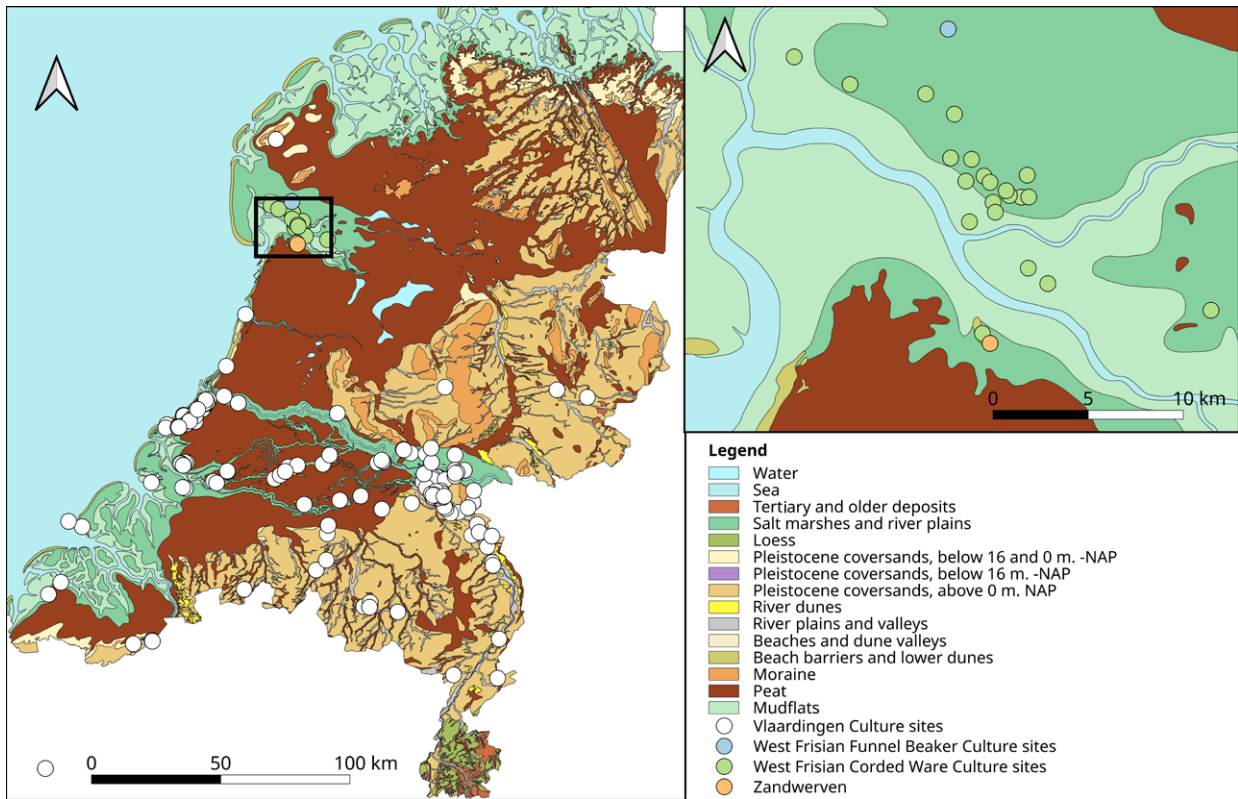 0 50 100 km
0 5 10 km
Legend
Water
Sea
Tertiary and older deposits
Salt marshes and river plains
Loess
Pleistocene coversands, below 16 and 0 m. -NAP
Pleistocene coversands, below 16 m. -NAP
Pleistocene coversands, above 0 m. NAP
River dunes
River plains and valleys
Beaches and dune valleys
Beach barriers and lower dunes
Moraine
Peat
Mudflats
Vlaardingen Culture sites
West Frisian Funnel Beaker Culture sites
West Frisian Corded Ware Culture sites
Zandwerven